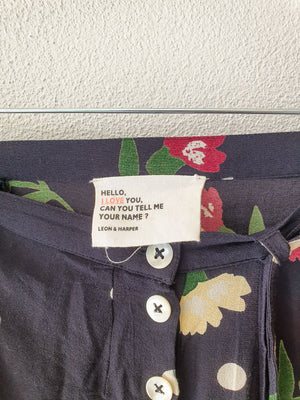 HELLO,
I LOVE YOU,
CAN YOU TELL ME
YOUR NAME ?
LEON & HARPER